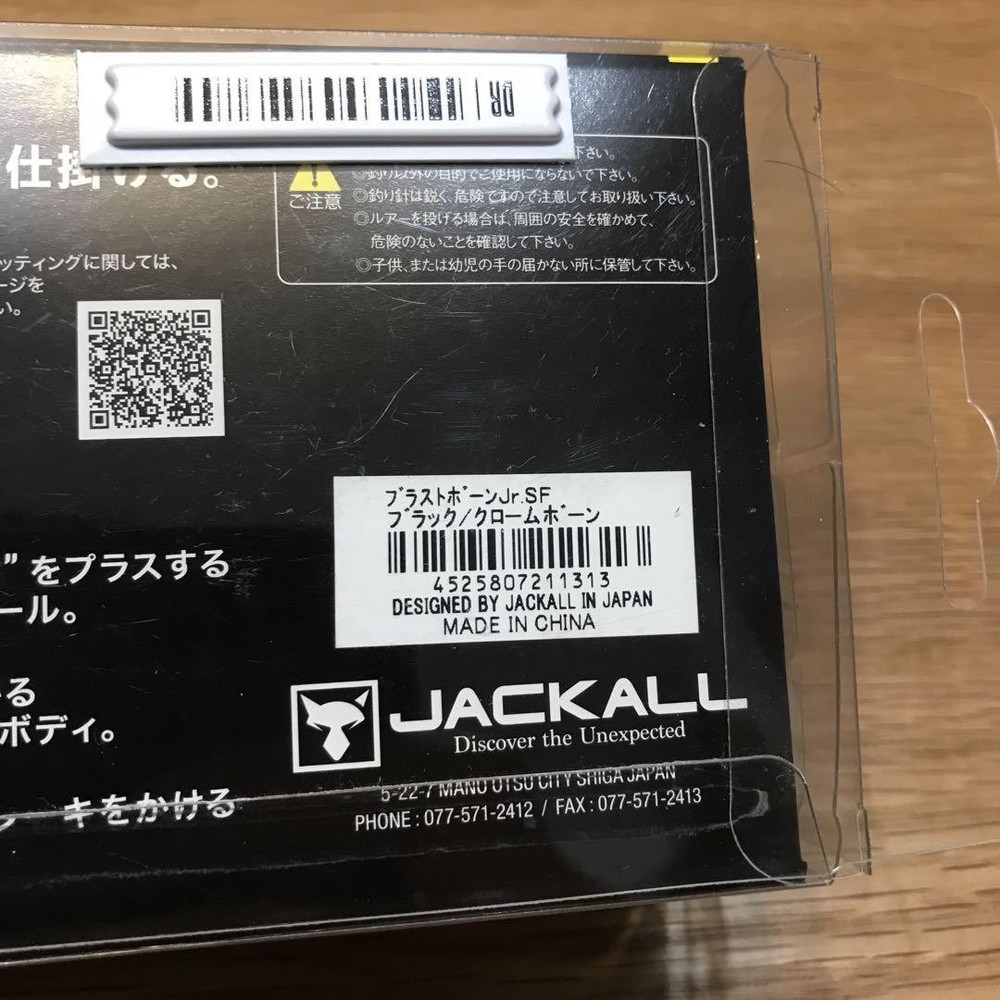 DR
仕掛ける。
ご注意
下さい。
◎釣り以外の目的でご使用にならないで下さい。
◎釣り針は鋭く、危険ですので注意してお取り扱い下さい。
◎ルアーを投げる場合は、周囲の安全を確かめて、
危険のないことを確認して下さい。
◎子供、または幼児の手の届かない所に保管して下さい。
ッティングに関しては、
ージを
い。
ブラストボーンJr.SF
ブラック/クロームボーン
4525807211313
DESIGNED BY JACKALL IN JAPAN
MADE IN CHINA
” をプラスする
ール。
る
ボディ。
キをかける
JACKALL
Discover the Unexpected
5-22-7 MANO OTSU CITY SHIGA JAPAN
PHONE : 077-571-2412 / FAX : 077-571-2413